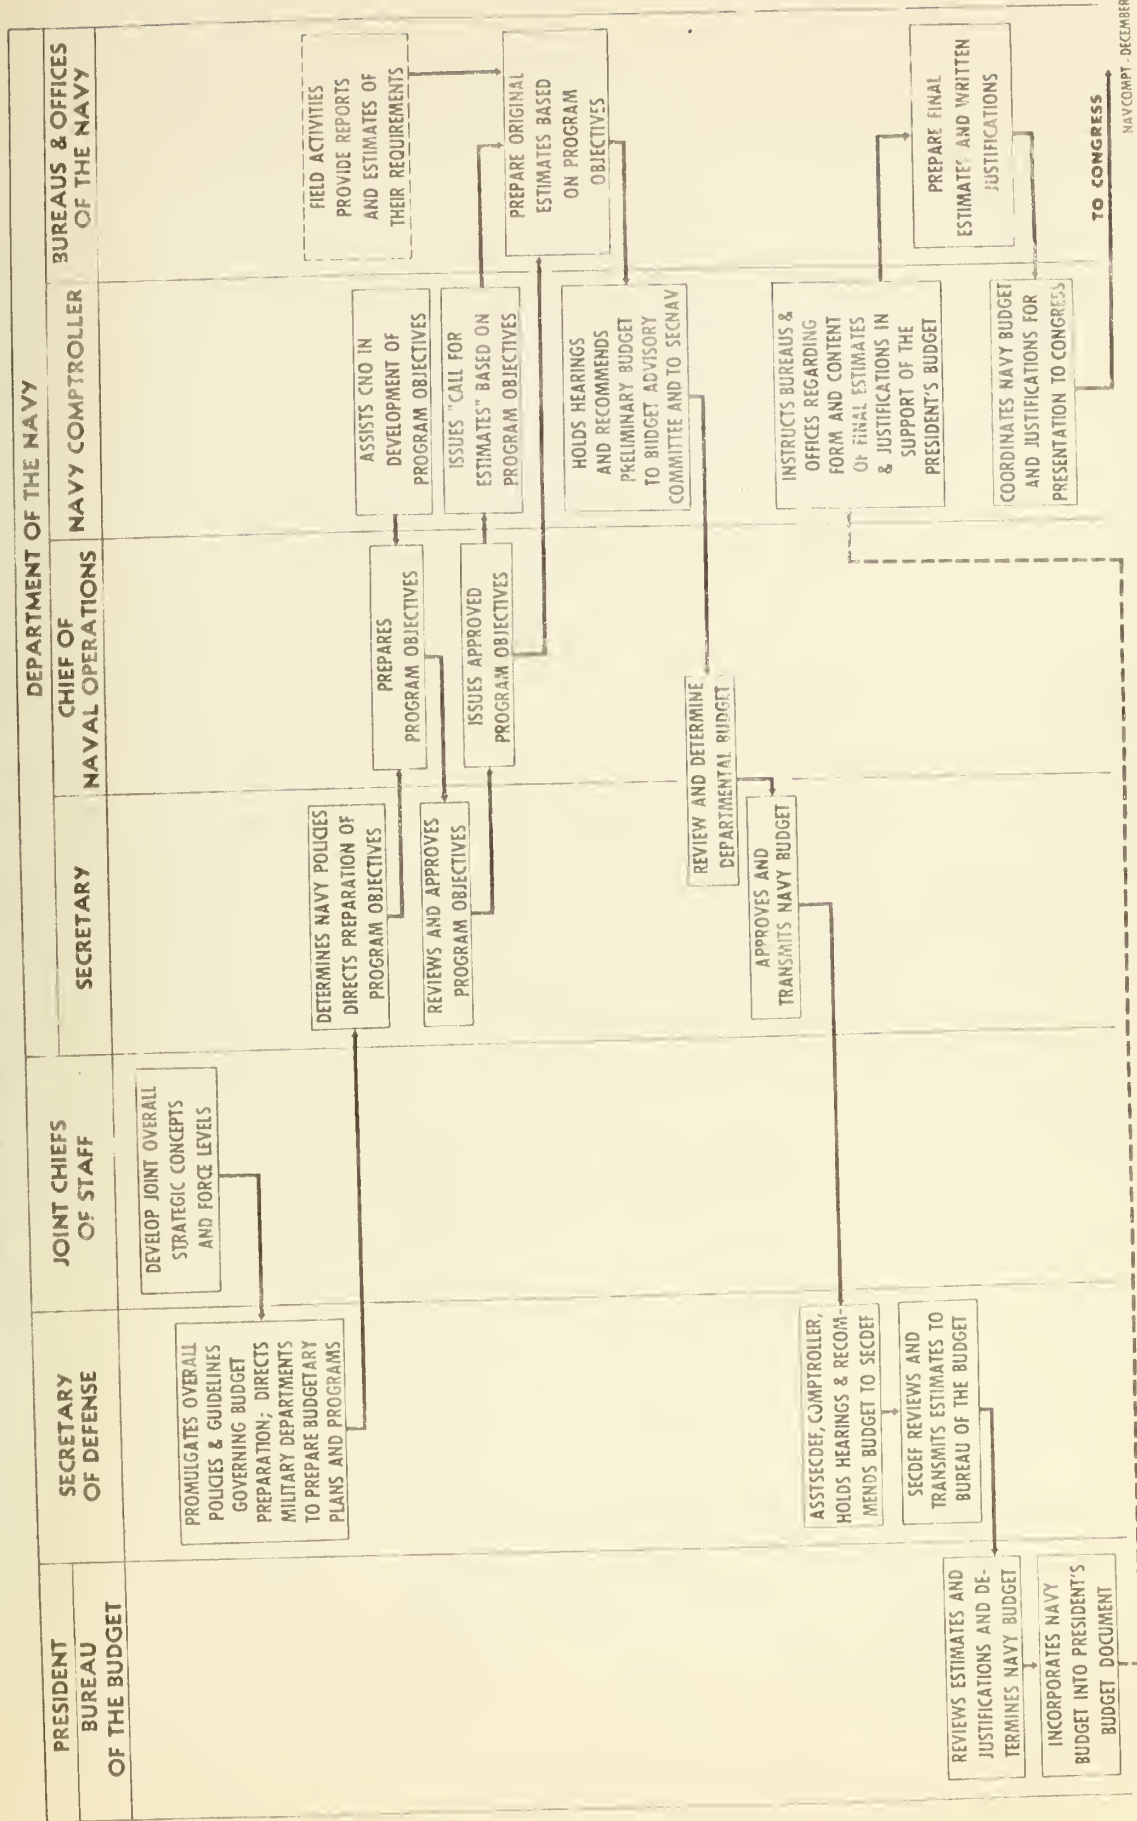 DEPARTMENT OF THE NAVY
PRESIDENT
BUREAU
OF THE BUDGET
SECRETARY
OF DEFENSE
JOINT CHIEFS
OF STAFF
SECRETARY
CHIEF OF
NAVAL OPERATIONS
NAVY COMPTROLLER
BUREAUS & OFFICES
OF THE NAVY
DEVELOP JOINT OVERALL
STRATEGIC CONCEPTS
AND FORCE LEVELS
PROMULGATES OVERALL
POLICIES & GUIDELINES
GOVERNING BUDGET
PREPARATION; DIRECTS
MILITARY DEPARTMENTS
TO PREPARE BUDGETARY
PLANS AND PROGRAMS
DETERMINES NAVY POLICIES
DIRECTS PREPARATION OF
PROGRAM OBJECTIVES
PREPARES
PROGRAM OBJECTIVES
ASSISTS CNO IN
DEVELOPMENT OF
PROGRAM OBJECTIVES
FIELD ACTIVITIES
PROVIDE REPORTS
AND ESTIMATES OF
THEIR REQUIREMENTS
REVIEWS AND APPROVES
PROGRAM OBJECTIVES
ISSUES APPROVED
PROGRAM OBJECTIVES
ISSUES "CALL FOR
ESTIMATES" BASED ON
PROGRAM OBJECTIVES
PREPARE ORIGINAL
ESTIMATES BASED
ON PROGRAM
OBJECTIVES
HOLDS HEARINGS
AND RECOMMENDS
PRELIMINARY BUDGET
TO BUDGET ADVISORY
COMMITTEE AND TO SECNAV
REVIEW AND DETERMINE
DEPARTMENTAL BUDGET
APPROVES AND
TRANSMITS NAVY BUDGET
ASSTSECDEF, COMPTROLLER,
HOLDS HEARINGS & RECOM-
MENDS BUDGET TO SECDEF
SECDEF REVIEWS AND
TRANSMITS ESTIMATES TO
BUREAU OF THE BUDGET
REVIEWS ESTIMATES AND
JUSTIFICATIONS AND DE-
TERMINES NAVY BUDGET
INCORPORATES NAVY
BUDGET INTO PRESIDENT'S
BUDGET DOCUMENT
INSTRUCTS BUREAUS &
OFFICES REGARDING
FORM AND CONTENT
OF FINAL ESTIMATES
& JUSTIFICATIONS IN
SUPPORT OF THE
PRESIDENT'S BUDGET
PREPARE FINAL
ESTIMATES AND WRITTEN
JUSTIFICATIONS
COORDINATES NAVY BUDGET
AND JUSTIFICATIONS FOR
PRESENTATION TO CONGRESS
TO CONGRESS
NAVCOMPT - DECEMBER